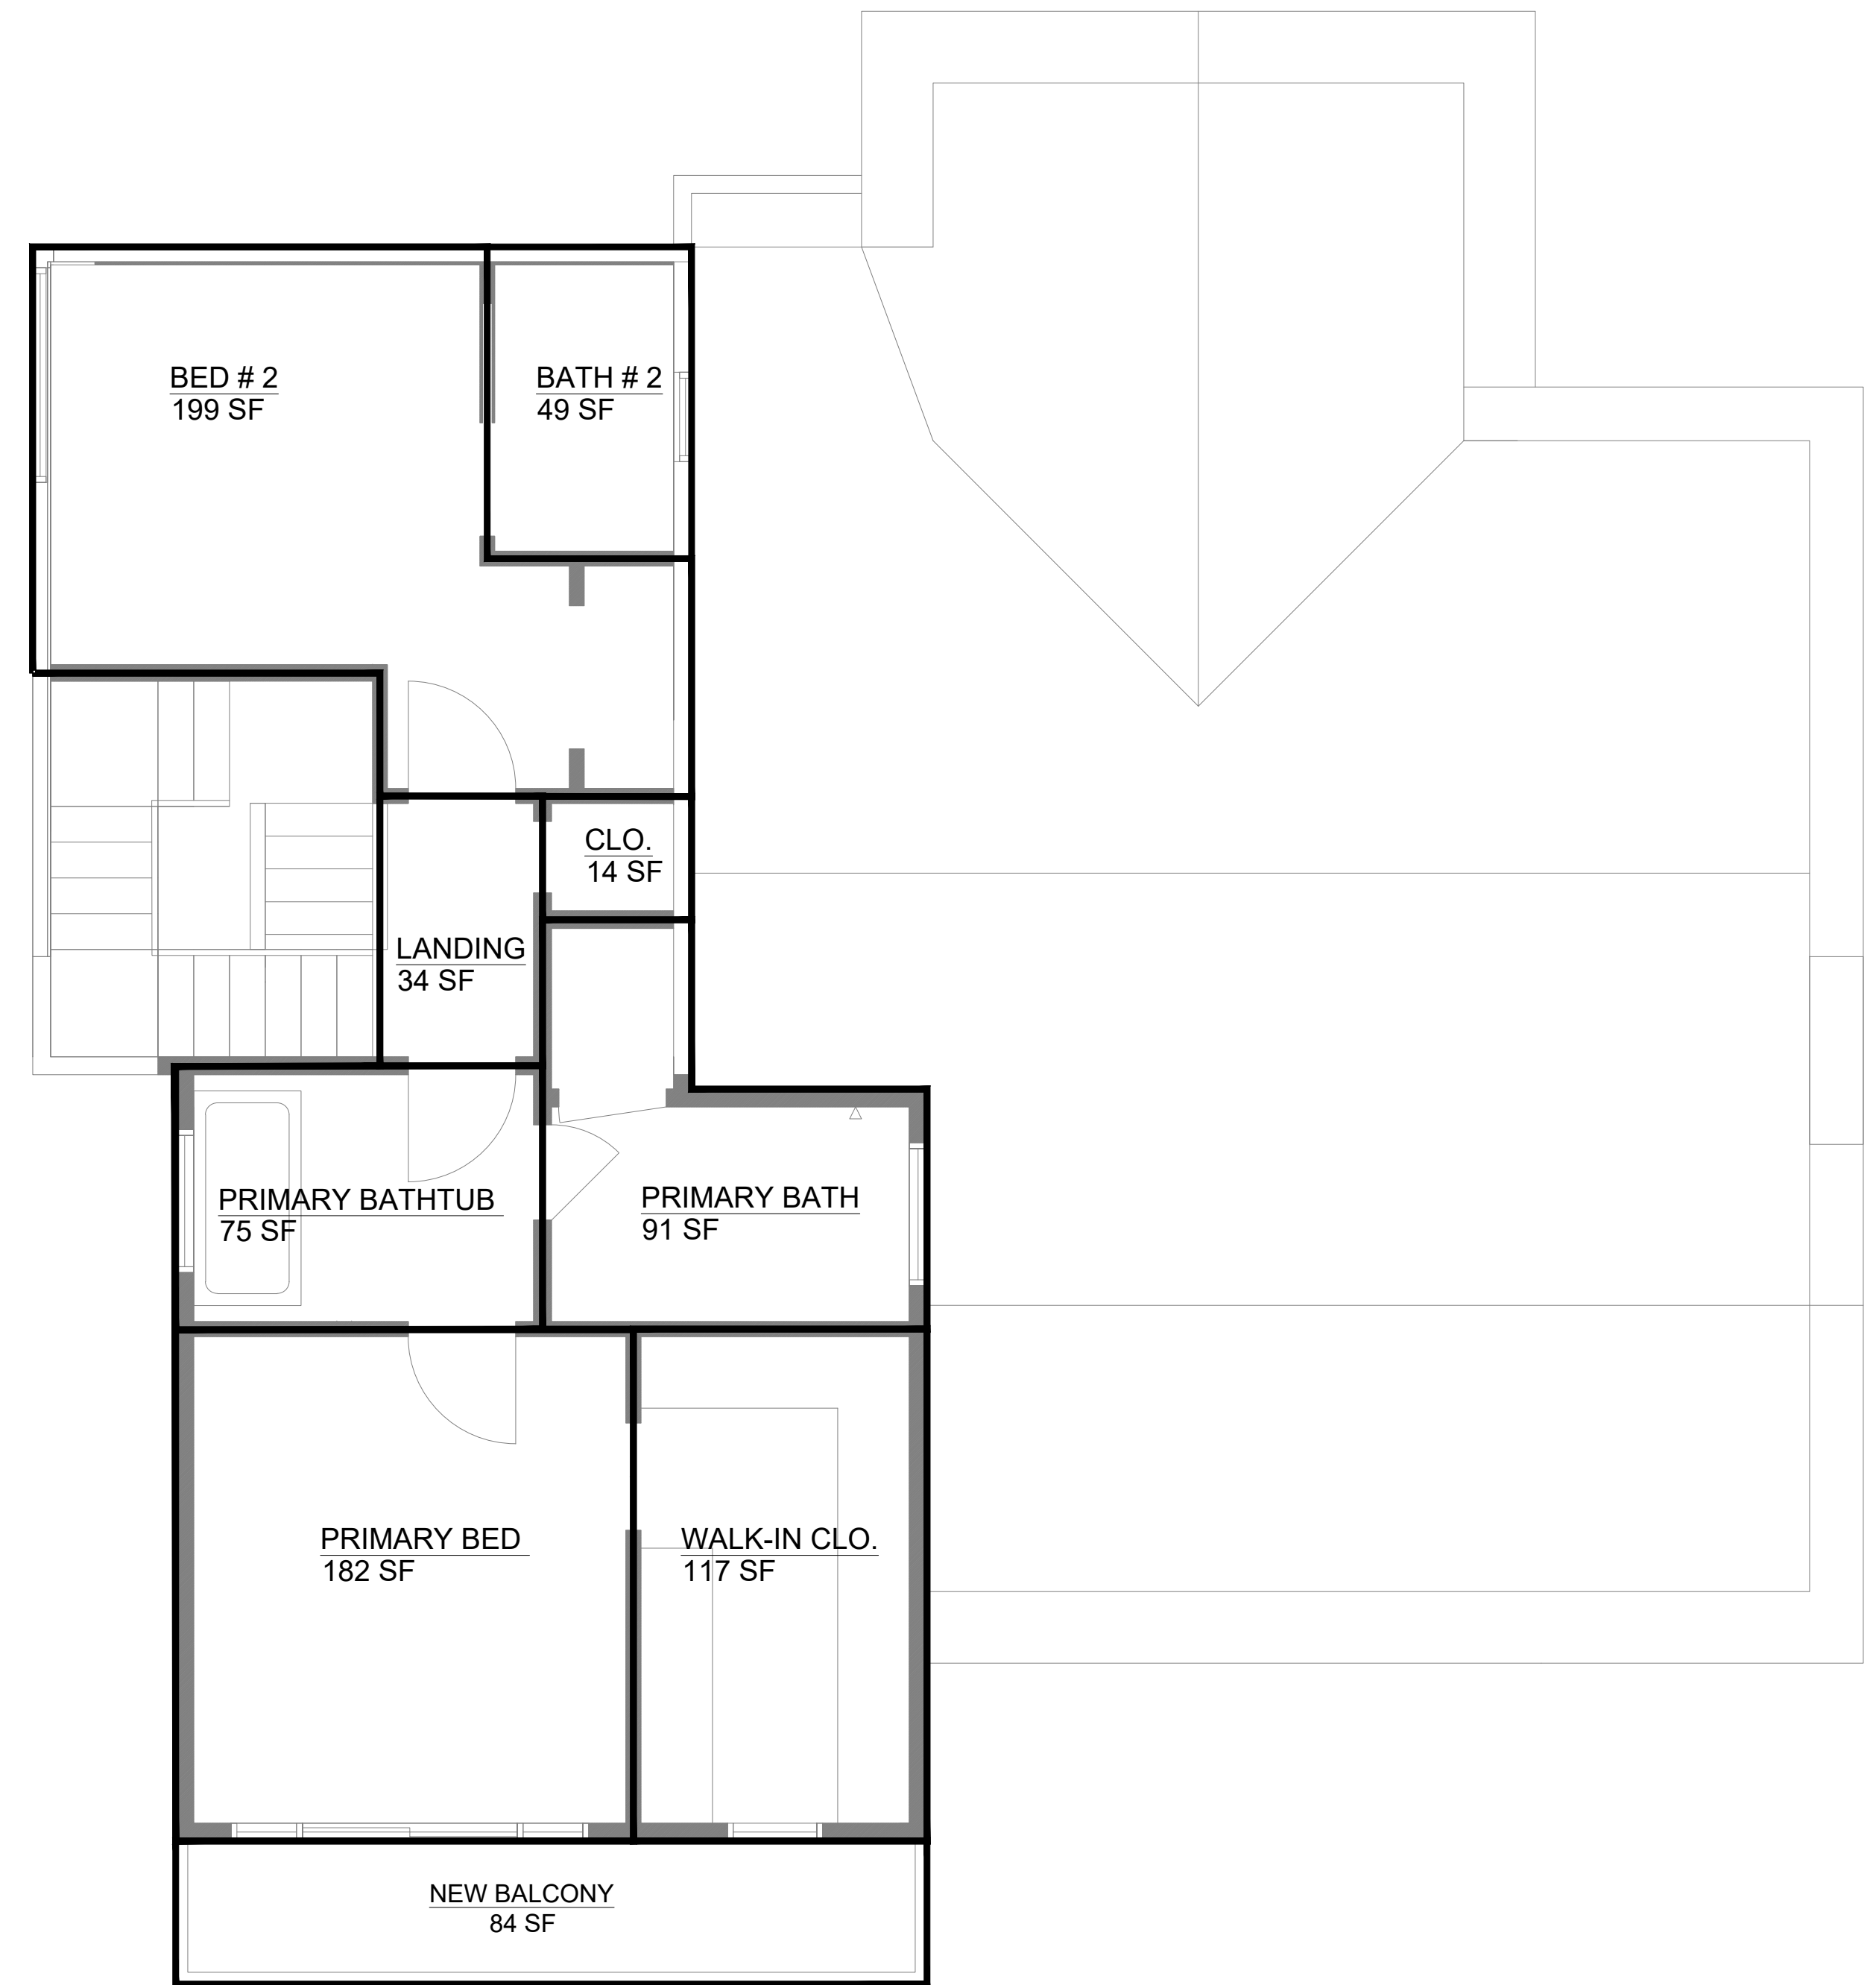 BED # 2
199 SF
BATH # 2
49 SF
CLO.
14 SF
LANDING
34 SF
PRIMARY BATHTUB
75 SF
PRIMARY BATH
91 SF
PRIMARY BED
182 SF
WALK-IN CLO.
117 SF
NEW BALCONY
84 SF